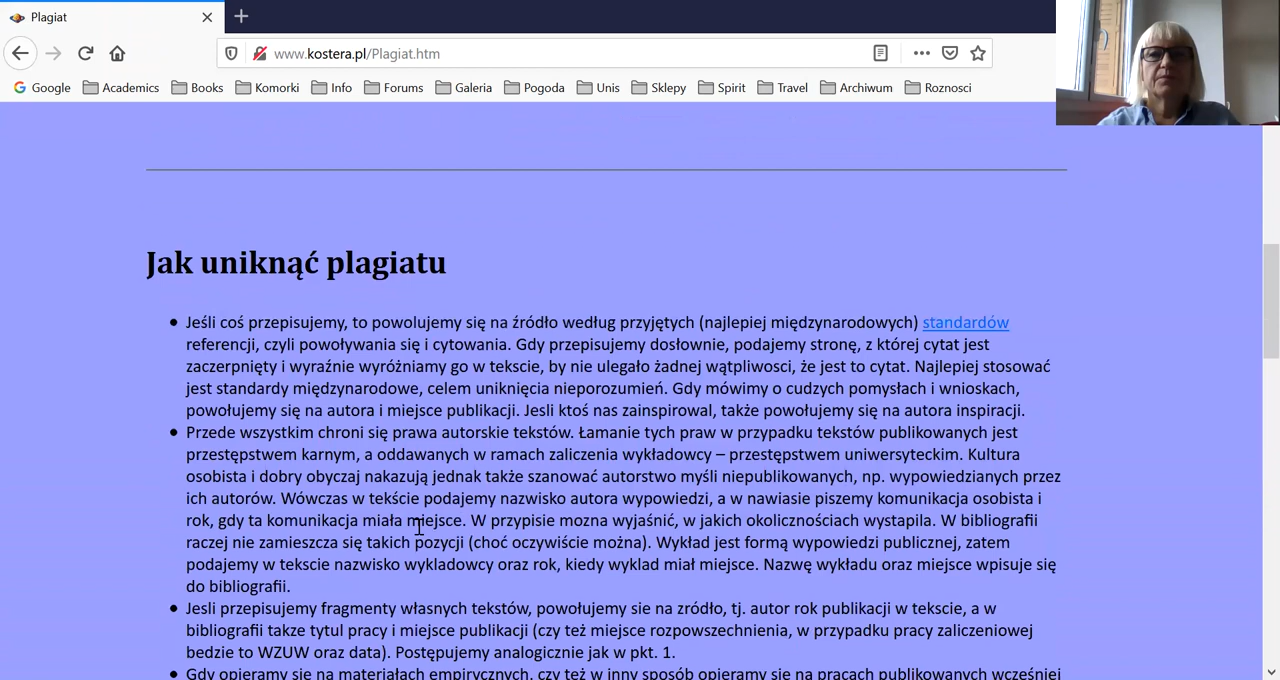 Plagiat
www.kostera.pl/Plagiat.htm
Google Academics Books Komorki Info Forums Galeria Pogoda Unis Sklepy Travel Spirit Archiwum Roznosci
Jak uniknąć plagiatu
Jeśli coś przepisujemy, to powolujemy się na źródło według przyjętych (najlepiej międzynarodowych) standardów
referencji, czyli powoływania się i cytowania. Gdy przepisujemy dosłownie, podajemy stronę, z której cytat jest
zaczerpnięty i wyraźnie wyróżniamy go w tekscie, by nie ulegało żadnej wątpliwosci, że jest to cytat. Najlepiej stosować
jest standardy międzynarodowe, celem uniknięcia nieporozumień. Gdy mówimy o cudzych pomysłach i wnioskach,
powołujemy się na autora i miejsce publikacji. Jesli ktoś nas zainspirowal, także powołujemy się na autora inspiracji.
Przede wszystkim chroni się prawa autorskie tekstów. Łamanie tych praw w przypadku tekstów publikowanych jest
przestępstwem karnym, a oddawanych w ramach zaliczenia wykładowcy – przestępstwem uniwersyteckim. Kultura
osobista i dobry obyczaj nakazują jednak także szanować autorstwo myśli niepublikowanych, np. wypowiedzianych przez
ich autorów. Wówczas w tekście podajemy nazwisko autora wypowiedzi, a w nawiasie piszemy komunikacja osobista i
rok, gdy ta komunikacja miała miejsce. W przypisie mozna wyjaśnić, w jakich okolicznościach wystapila. W bibliografii
raczej nie zamieszcza się takich pozycji (choć oczywiście można). Wykład jest formą wypowiedzi publicznej, zatem
podajemy w tekscie nazwisko wykladowcy oraz rok, kiedy wyklad miał miejsce. Nazwę wykładu oraz miejsce wpisuje się
do bibliografii.
Jesli przepisujemy fragmenty własnych tekstów, powołujemy sie na zródło, tj. autor rok publikacji w tekscie, a w
bibliografii takze tytul pracy i miejsce publikacji (czy też miejsce rozpowszechnienia, w przypadku pracy zaliczeniowej
bedzie to WZUW oraz data). Postępujemy analogicznie jak w pkt. 1.
Gdy opieramy się na materiałach empirycznych, czy też w inny sposób opieramy się na pracach publikowanych wcześniej